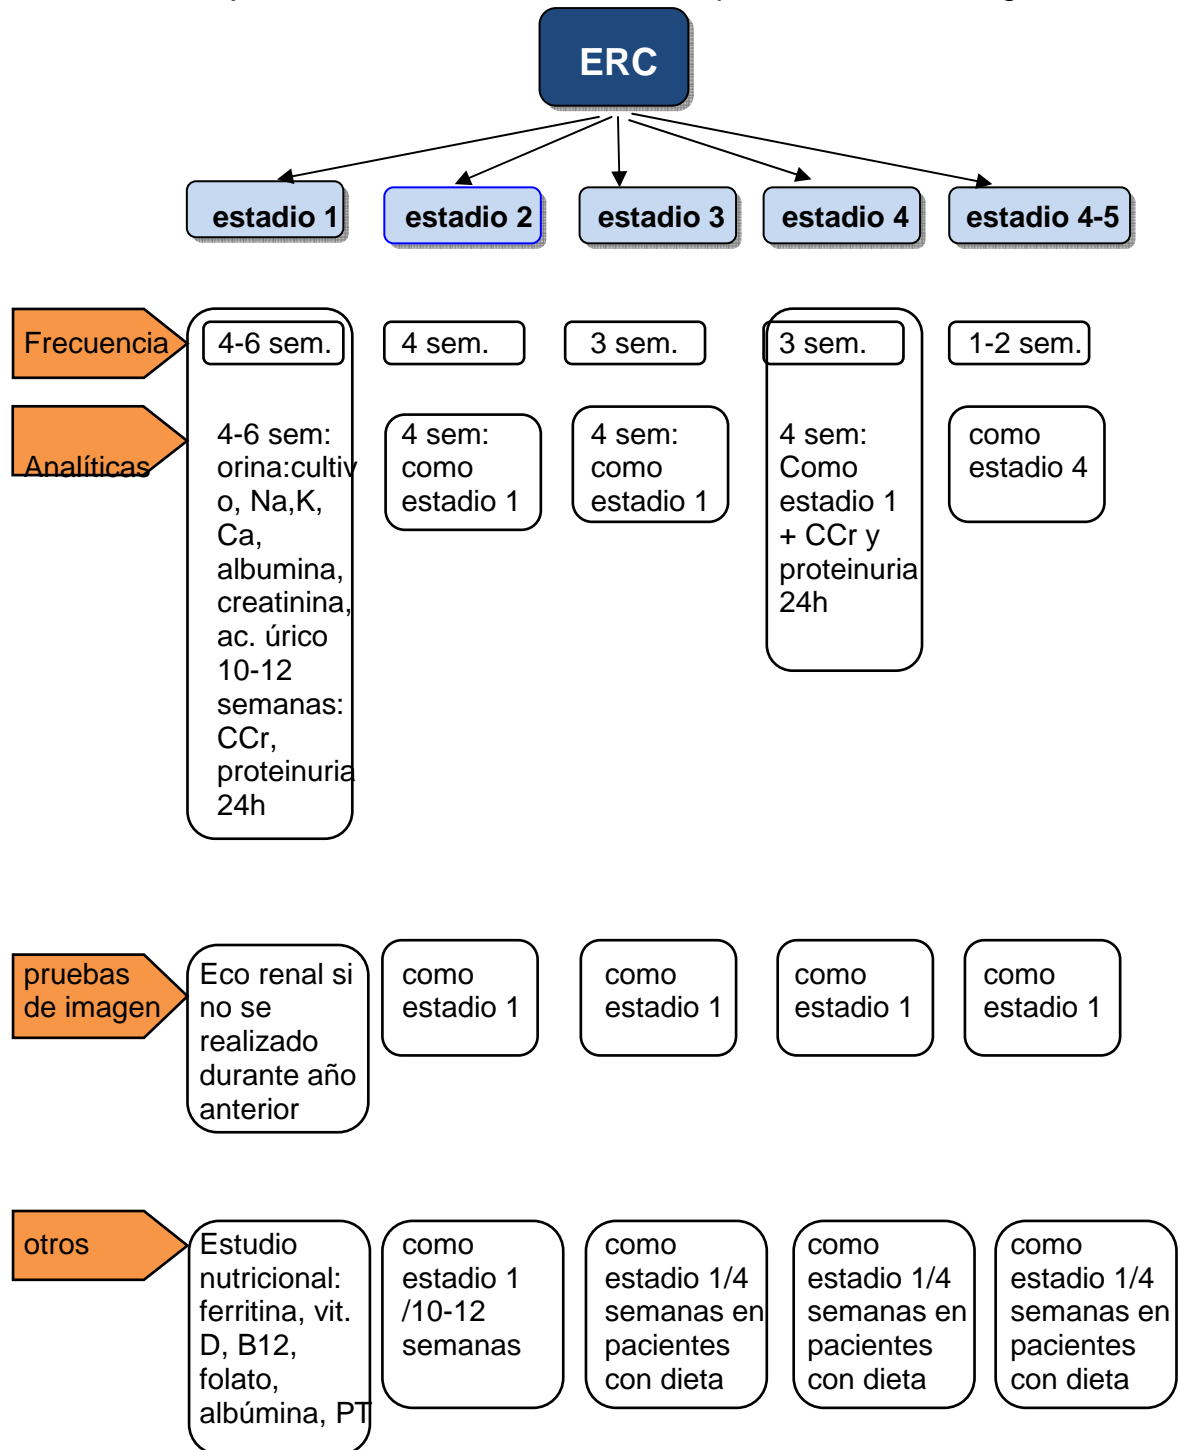 ERC
estadio 1
estadio 2
estadio 3
estadio 4
estadio 4-5
Frecuencia
4-6 sem.
4 sem.
3 sem.
3 sem.
1-2 sem.
Analíticas
4-6 sem:
orina:cultiv
o, Na,K,
Ca,
albumina,
creatinina,
ac. úrico
10-12
semanas:
CCr,
proteinuria
24h
4 sem:
como
estadio 1
4 sem:
como
estadio 1
4 sem:
Como
estadio 1
+ CCr y
proteinuria
24h
como
estadio 4
pruebas
de imagen
Eco renal si
no se
realizado
durante año
anterior
como
estadio 1
como
estadio 1
como
estadio 1
como
estadio 1
otros
Estudio
nutricional:
ferritina, vit.
D, B12,
folato,
albúmina, PT
como
estadio 1
/10-12
semanas
como
estadio 1/4
semanas en
pacientes
con dieta
como
estadio 1/4
semanas en
pacientes
con dieta
como
estadio 1/4
semanas en
pacientes
con dieta